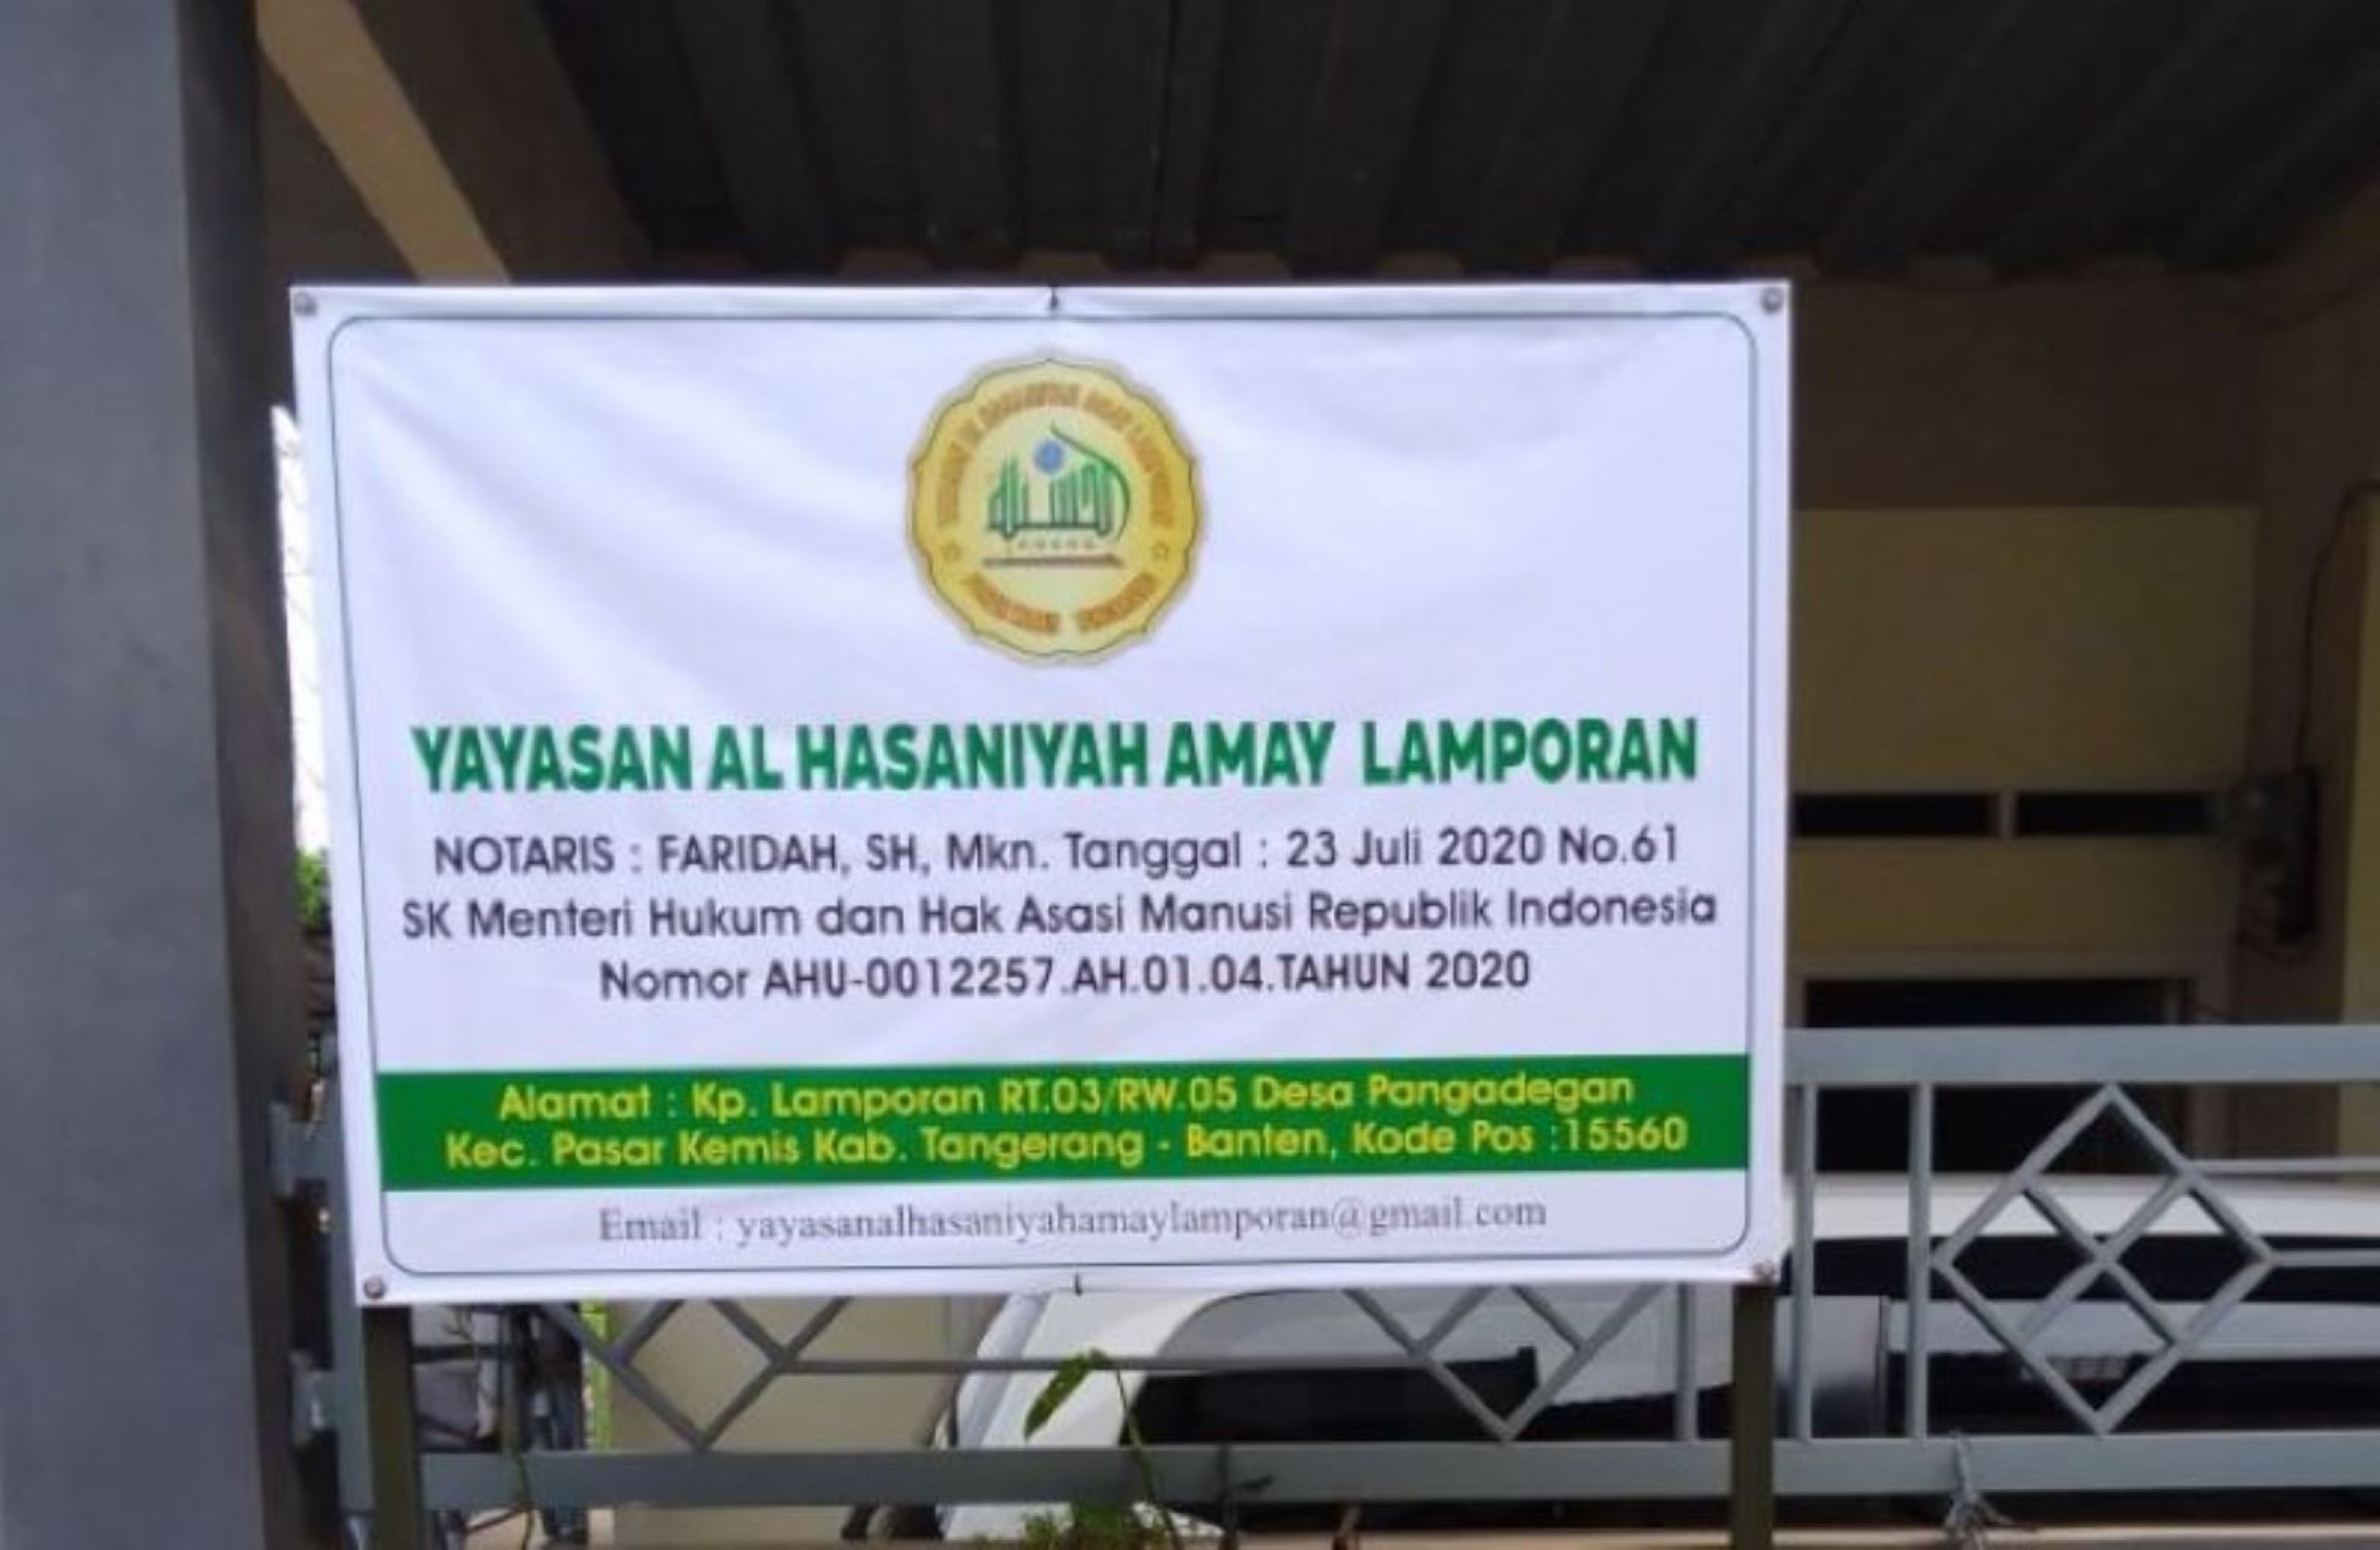 YAYASAN AL HASANIYAH AMAY LAMPORAN
NOTARIS : FARIDAH, SH, Mkn. Tanggal : 23 Juli 2020 No.61
SK Menteri Hukum dan Hak Asasi Manusi Republik Indonesia
Nomor AHU-0012257.AH.01.04.TAHUN 2020
Alamat : Kp. Lamporan RT.03/RW.05 Desa Pangadegan
Kec. Pasar Kemis Kab. Tangerang - Banten, Kode Pos :15560
Email : yayasanalhasaniyahamaylamporan@gmail.com